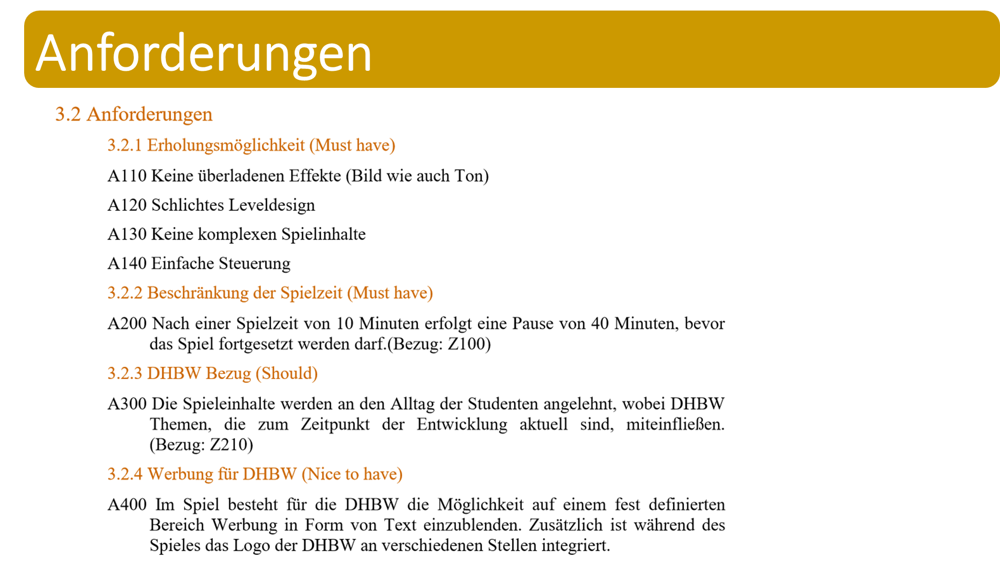 Anforderungen
3.2 Anforderungen
3.2.1 Erholungsmöglichkeit (Must have)
A110 Keine überladenen Effekte (Bild wie auch Ton)
A120 Schlichtes Leveldesign
A130 Keine komplexen Spielinhalte
A140 Einfache Steuerung
3.2.2 Beschränkung der Spielzeit (Must have)
A200 Nach einer Spielzeit von 10 Minuten erfolgt eine Pause von 40 Minuten, bevor
das Spiel fortgesetzt werden darf.(Bezug: Z100)
3.2.3 DHBW Bezug (Should)
A300 Die Spieleinhalte werden an den Alltag der Studenten angelehnt, wobei DHBW
Themen, die zum Zeitpunkt der Entwicklung aktuell sind, miteinfließen.
(Bezug: Z210)
3.2.4 Werbung für DHBW (Nice to have)
A400 Im Spiel besteht für die DHBW die Möglichkeit auf einem fest definierten
Bereich Werbung in Form von Text einzublenden. Zusätzlich ist während des
Spieles das Logo der DHBW an verschiedenen Stellen integriert.